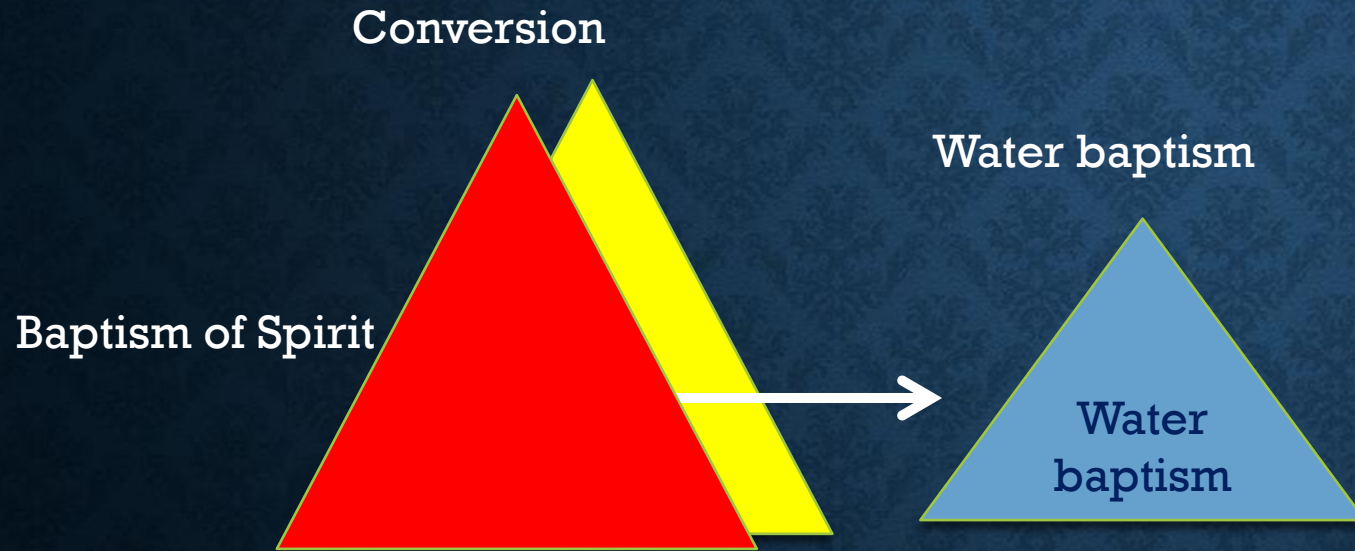 Conversion
Water baptism
Baptism of Spirit
Water
baptism